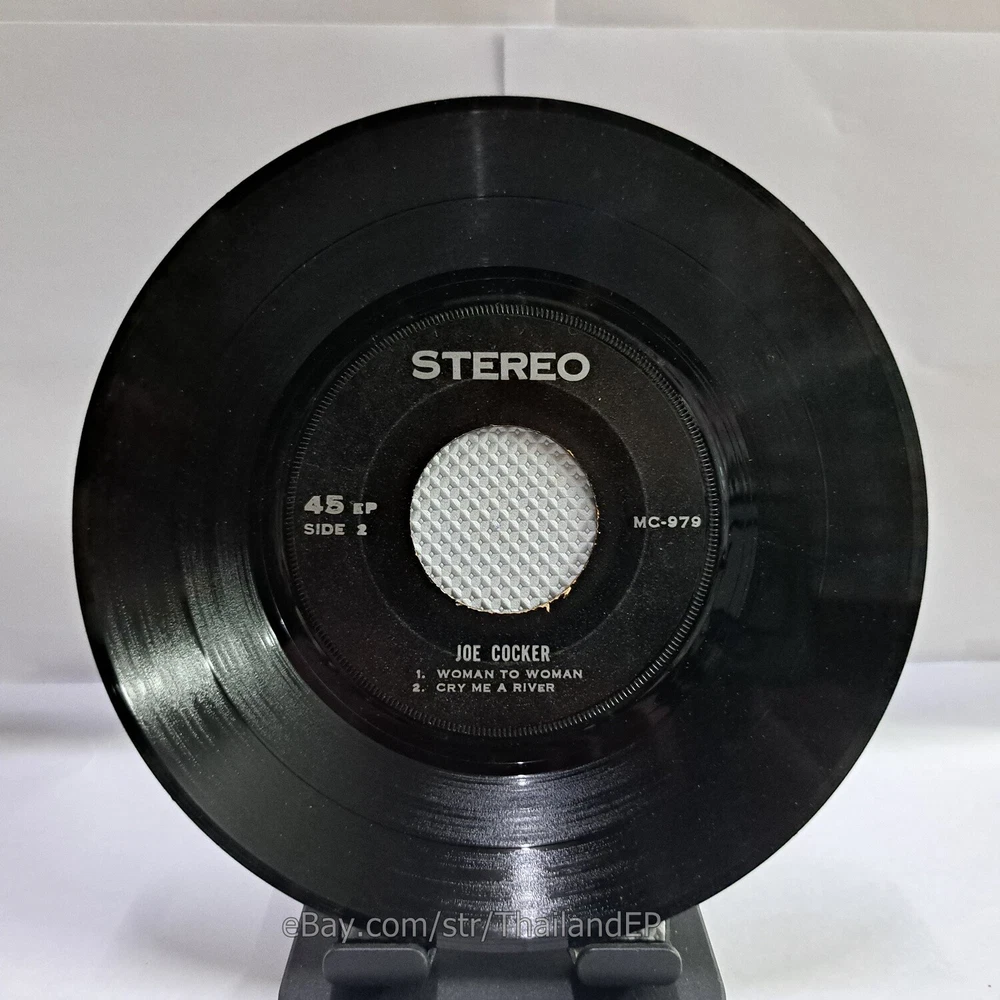 STEREO
45 EP
SIDE 2
MC-979
JOE COCKER
1. WOMAN TO WOMAN
2. CRY ME A RIVER
eBay.com/str/ThailandEP